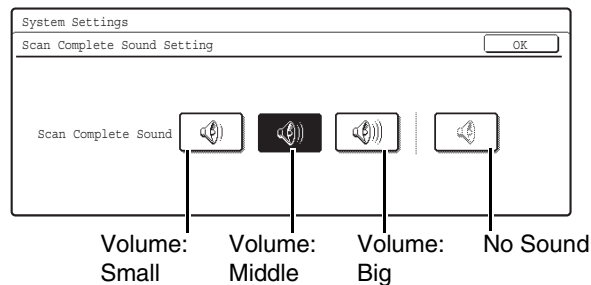 System Settings
Scan Complete Sound Setting OK
Scan Complete Sound
Volume: Small
Volume: Middle
Volume: Big
No Sound